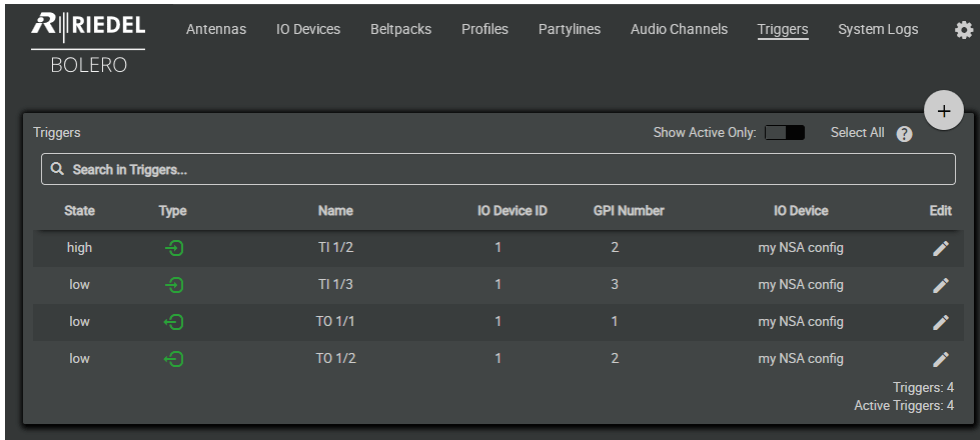 RIEDEL
BOLERO
Antennas IO Devices Beltpacks Profiles Partylines Audio Channels Triggers System Logs
+
Triggers Show Active Only: Select All ?
Search in Triggers...
State Type Name IO Device ID GPI Number IO Device Edit
high TI 1/2 1 2 my NSA config
low TI 1/3 1 3 my NSA config
low TO 1/1 1 1 my NSA config
low TO 1/2 1 2 my NSA config
Triggers: 4
Active Triggers: 4